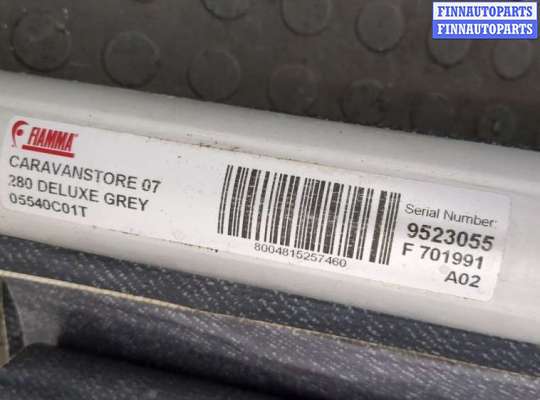 FINNAUTOPARTS
FINNAUTOPARTS
FIAMMA
CARAVANSTORE 07
280 DELUXE GREY
05540C01T
8004815257460
Serial Number:
9523055
F 701991
A02